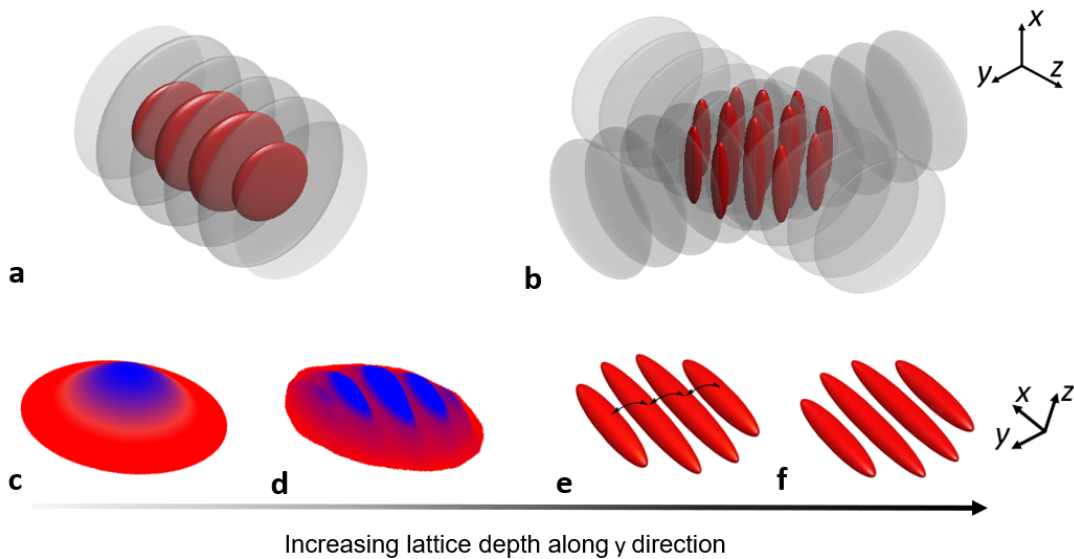 x
y
z
a
b
c
d
e
f
x
z
y
Increasing lattice depth along y direction